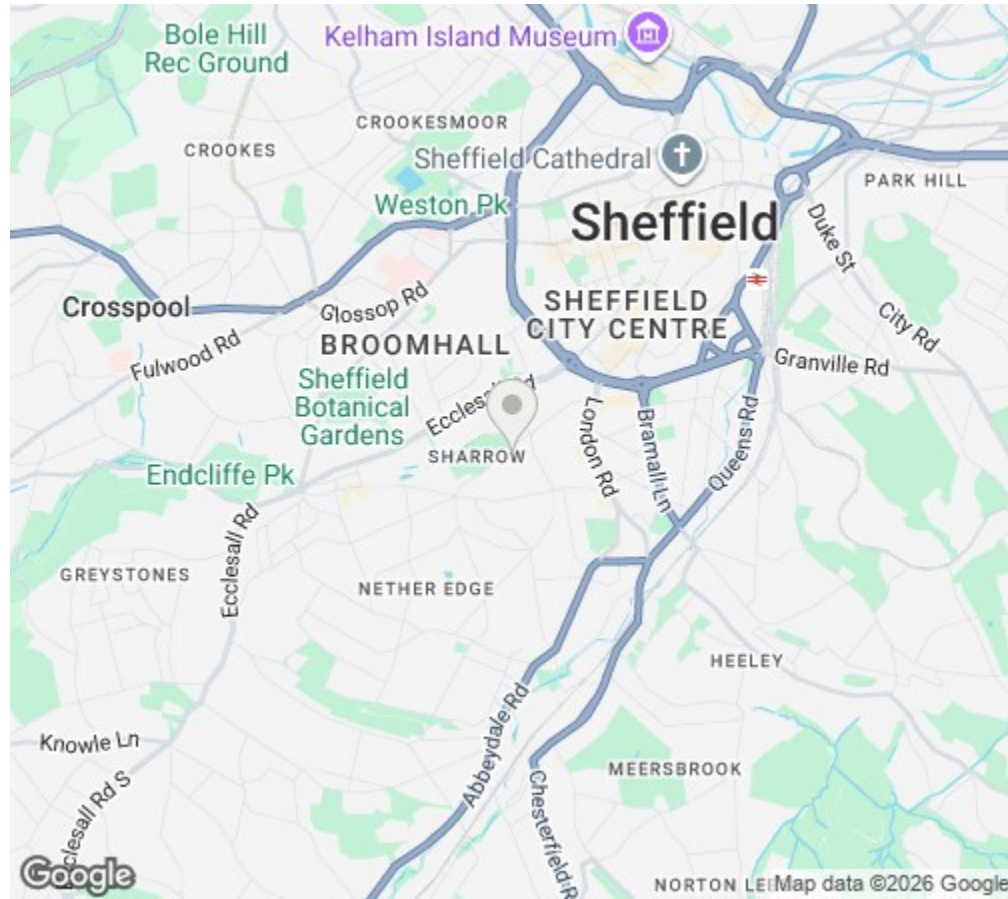 Bole Hill
Rec Ground
Kelham Island Museum
CROOKESMOOR
CROOKES
Sheffield Cathedral
PARK HILL
Weston Pk
Sheffield
Duke St
Crosspool
Glossop Rd
SHEFFIELD
CITY CENTRE
City Rd
Fulwood Rd
BROOMHALL
Granville Rd
Sheffield
Botanical
Gardens
London Rd
Bramall Ln
Queens Rd
SHARROW
Endcliffe Pk
Ecclesall Rd
GREYSTONES
NETHER EDGE
HEELEY
Abbeydale Rd
Knowle Ln
MEERSBROOK
Chesterfield R
cclesall Rd S
Google
NORTON LE
Map data ©2026 Google